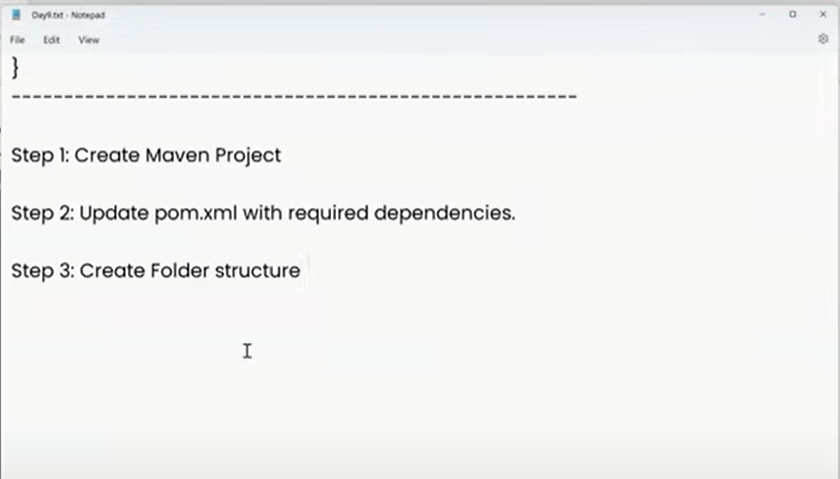 Day9.txt - Notepad
File Edit View
}
------------------------------------------------------
Step 1: Create Maven Project
Step 2: Update pom.xml with required dependencies.
Step 3: Create Folder structure